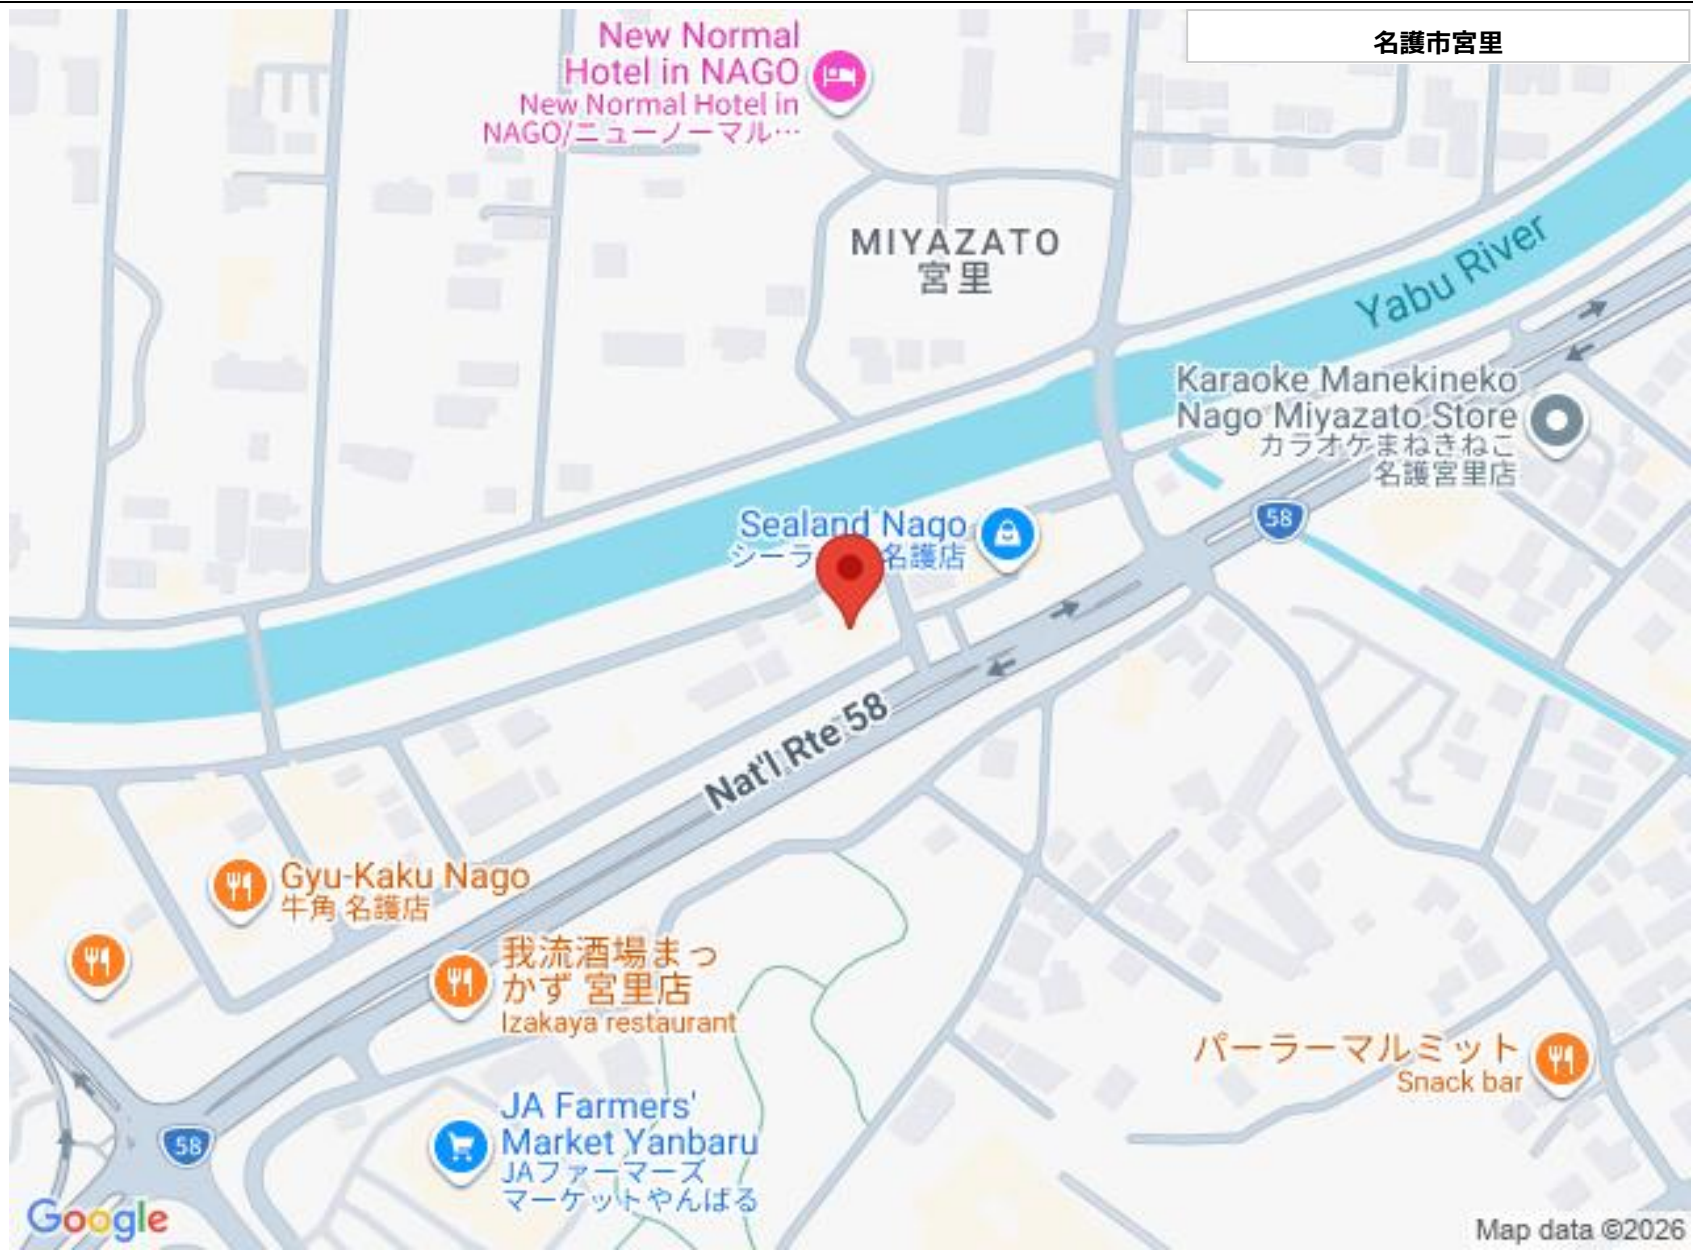 名護市宮里
New Normal
Hotel in NAGO
New Normal Hotel in
NAGO/ニューノーマル…
MIYAZATO
宮里
Yabu River
Karaoke Manekineko
Nago Miyazato Store
カラオケまねきねこ
名護宮里店
58
Sealand Nago
シーラ
名護店
Nat'l Rte 58
Gyu-Kaku Nago
牛角 名護店
我流酒場まっ
かず 宮里店
Izakaya restaurant
パーラーマルミット
Snack bar
JA Farmers'
Market Yanbaru
JAファーマーズ
マーケットやんばる
58
Google
Map data ©2026